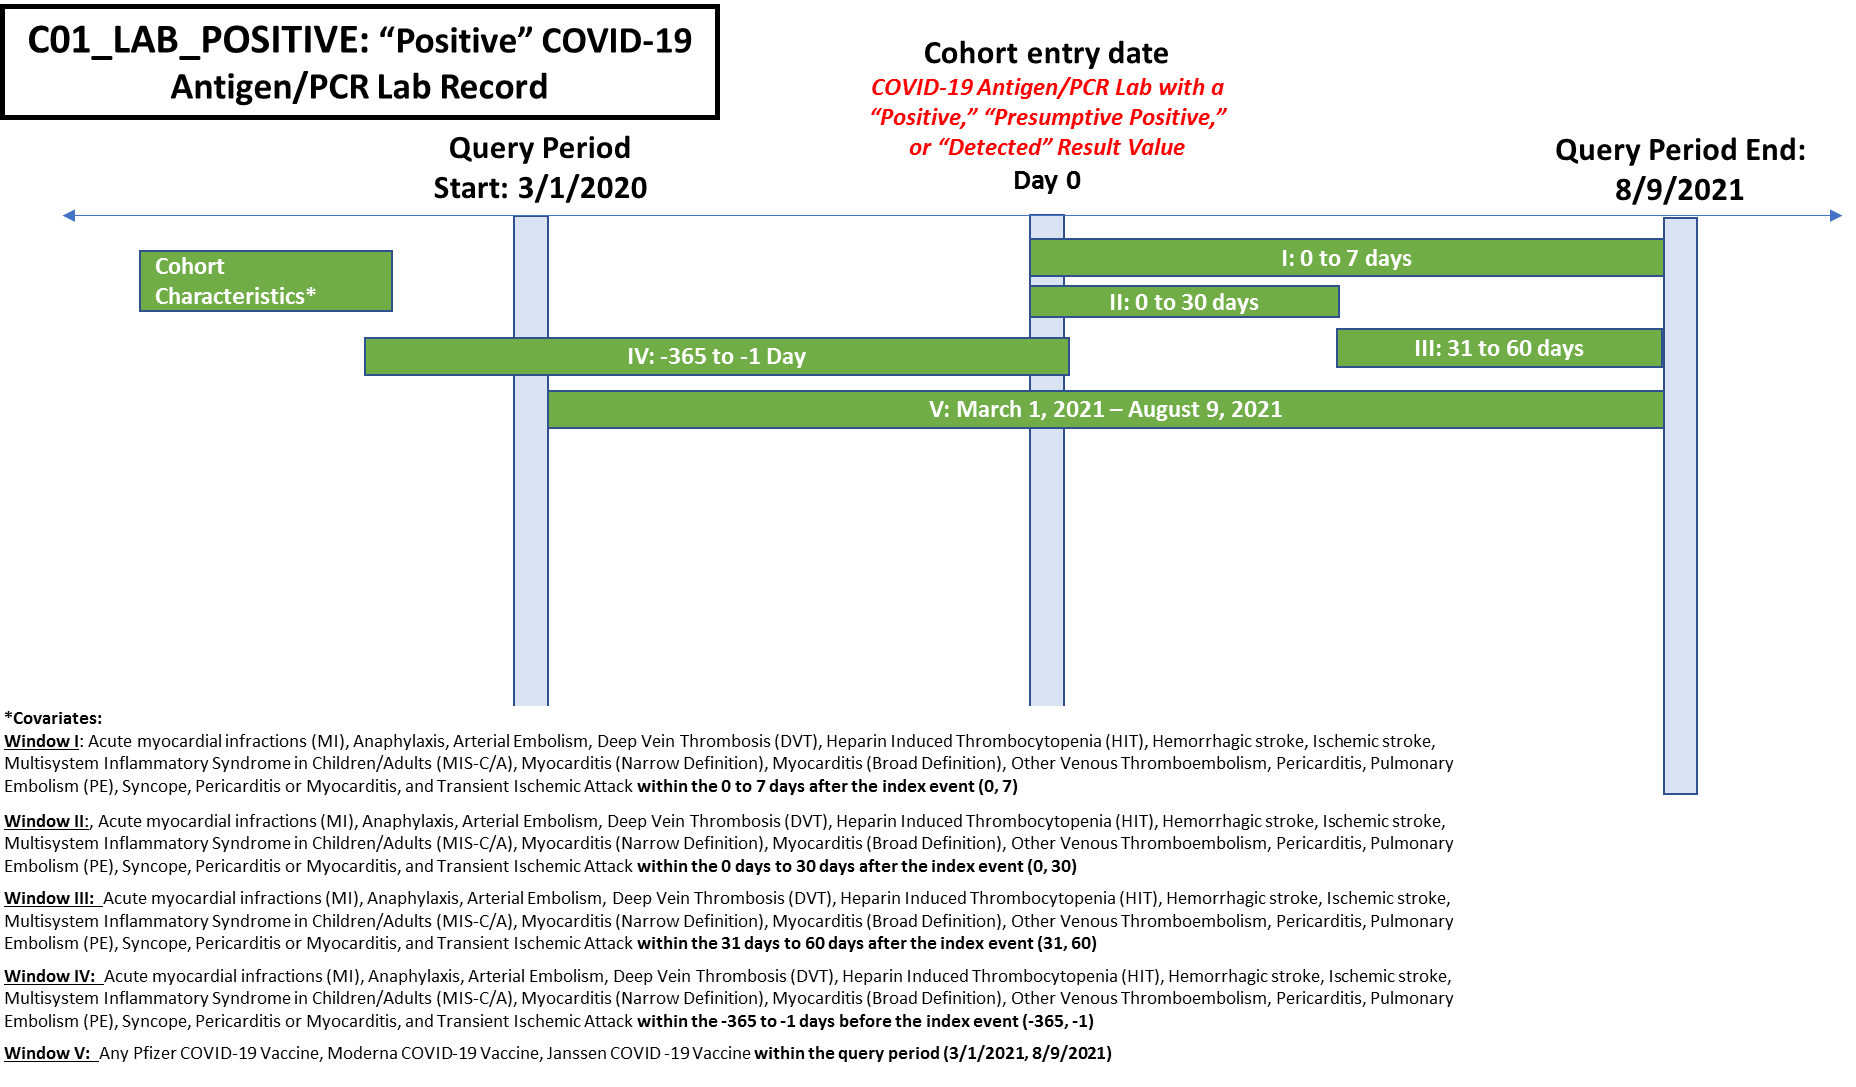 C01_LAB_POSITIVE: “Positive” COVID-19
Antigen/PCR Lab Record
Cohort entry date
COVID-19 Antigen/PCR Lab with a
“Positive,” “Presumptive Positive,”
or “Detected” Result Value
Day 0
Query Period
Start: 3/1/2020
Query Period End:
8/9/2021
Cohort
Characteristics*
I: 0 to 7 days
II: 0 to 30 days
III: 31 to 60 days
IV: -365 to -1 Day
V: March 1, 2021 – August 9, 2021
*Covariates:
Window I: Acute myocardial infractions (MI), Anaphylaxis, Arterial Embolism, Deep Vein Thrombosis (DVT), Heparin Induced Thrombocytopenia (HIT), Hemorrhagic stroke, Ischemic stroke,
Multisystem Inflammatory Syndrome in Children/Adults (MIS-C/A), Myocarditis (Narrow Definition), Myocarditis (Broad Definition), Other Venous Thromboembolism, Pericarditis, Pulmonary
Embolism (PE), Syncope, Pericarditis or Myocarditis, and Transient Ischemic Attack within the 0 to 7 days after the index event (0, 7)
Window II:, Acute myocardial infractions (MI), Anaphylaxis, Arterial Embolism, Deep Vein Thrombosis (DVT), Heparin Induced Thrombocytopenia (HIT), Hemorrhagic stroke, Ischemic stroke,
Multisystem Inflammatory Syndrome in Children/Adults (MIS-C/A), Myocarditis (Narrow Definition), Myocarditis (Broad Definition), Other Venous Thromboembolism, Pericarditis, Pulmonary
Embolism (PE), Syncope, Pericarditis or Myocarditis, and Transient Ischemic Attack within the 0 days to 30 days after the index event (0, 30)
Window III: Acute myocardial infractions (MI), Anaphylaxis, Arterial Embolism, Deep Vein Thrombosis (DVT), Heparin Induced Thrombocytopenia (HIT), Hemorrhagic stroke, Ischemic stroke,
Multisystem Inflammatory Syndrome in Children/Adults (MIS-C/A), Myocarditis (Narrow Definition), Myocarditis (Broad Definition), Other Venous Thromboembolism, Pericarditis, Pulmonary
Embolism (PE), Syncope, Pericarditis or Myocarditis, and Transient Ischemic Attack within the 31 days to 60 days after the index event (31, 60)
Window IV: Acute myocardial infractions (MI), Anaphylaxis, Arterial Embolism, Deep Vein Thrombosis (DVT), Heparin Induced Thrombocytopenia (HIT), Hemorrhagic stroke, Ischemic stroke,
Multisystem Inflammatory Syndrome in Children/Adults (MIS-C/A), Myocarditis (Narrow Definition), Myocarditis (Broad Definition), Other Venous Thromboembolism, Pericarditis, Pulmonary
Embolism (PE), Syncope, Pericarditis or Myocarditis, and Transient Ischemic Attack within the -365 to -1 days before the index event (-365, -1)
Window V: Any Pfizer COVID-19 Vaccine, Moderna COVID-19 Vaccine, Janssen COVID -19 Vaccine within the query period (3/1/2021, 8/9/2021)